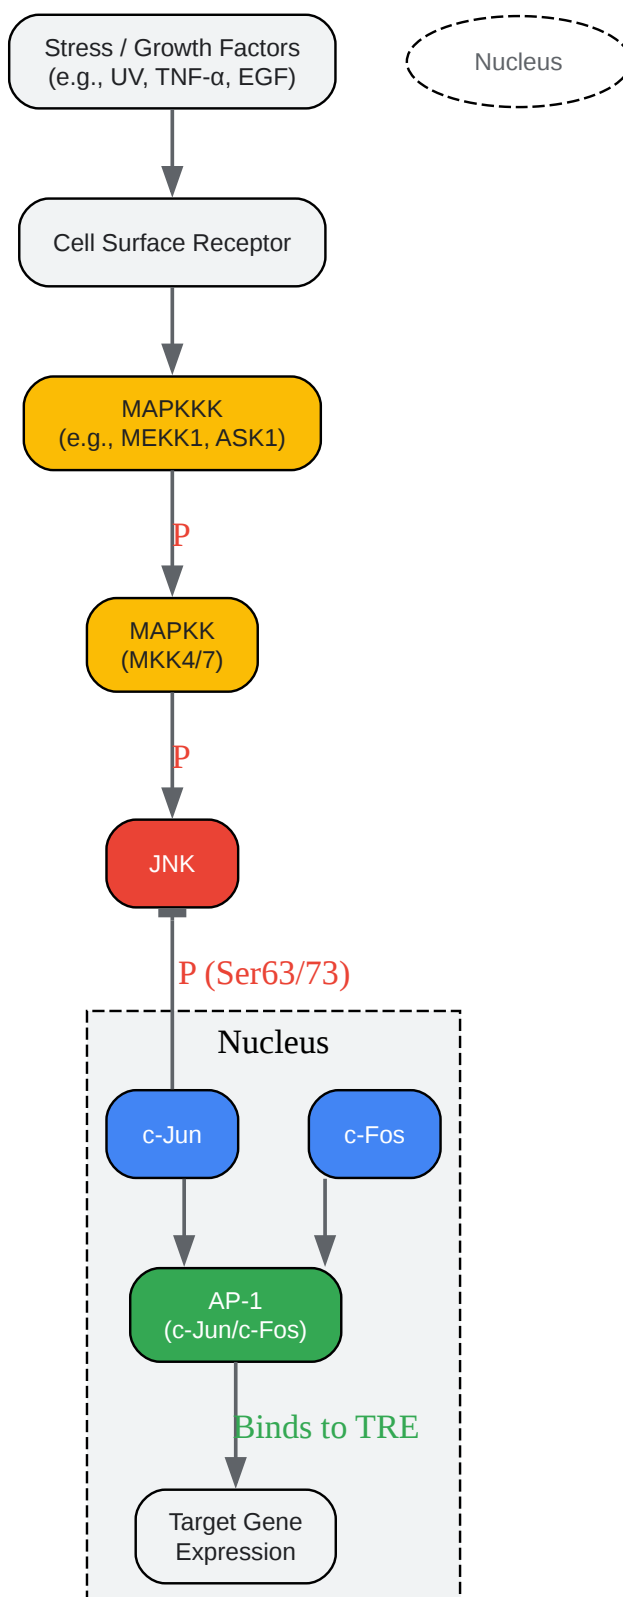 Stress / Growth Factors
(e.g., UV, TNF-α, EGF)
Nucleus
Cell Surface Receptor
MAPKKK
(e.g., MEKK1, ASK1)
P
MAPKK
(MKK4/7)
P
JNK
P (Ser63/73)
Nucleus
c-Jun
c-Fos
AP-1
(c-Jun/c-Fos)
Binds to TRE
Target Gene
Expression